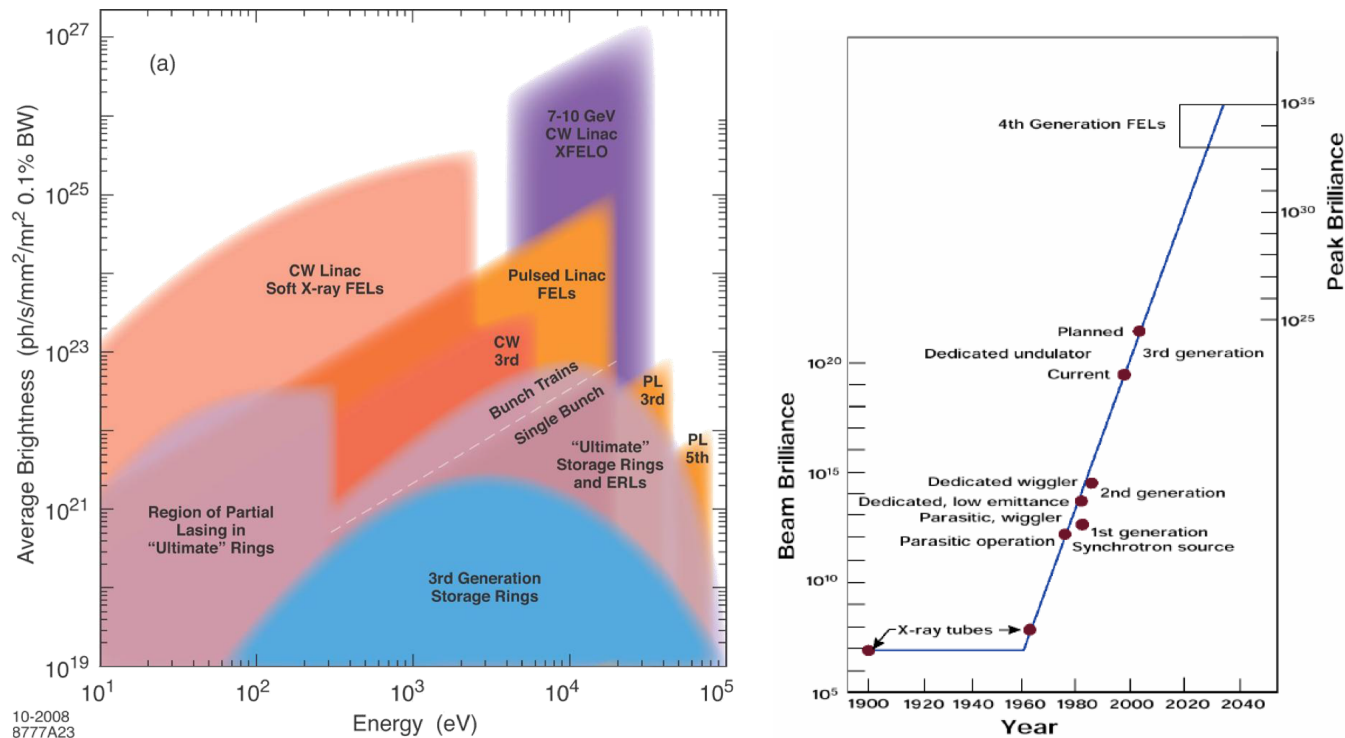 (a)
10^27
10^25
10^23
10^21
10^19
Average Brightness (ph/s/mm^2/mr^2 0.1% BW)
7-10 GeV
CW Linac
XFELO
CW Linac
Soft X-ray FELs
Pulsed Linac
FELs
CW
3rd
Bunch Trains
Single Bunch
PL
3rd
PL
5th
"Ultimate"
Storage Rings
and ERLs
Region of Partial
Lasing in
"Ultimate" Rings
3rd Generation
Storage Rings
10^1
10^2
10^3
10^4
10^5
Energy (eV)
10-2008
8777A23
10^35
10^30
10^25
Peak Brilliance
4th Generation FELs
Planned
3rd generation
Dedicated undulator
Current
10^20
10^15
10^10
10^5
Beam Brilliance
Dedicated wiggler
2nd generation
Dedicated, low emittance
Parasitic, wiggler
1st generation
Parasitic operation
Synchrotron source
X-ray tubes
1900 1920 1940 1960 1980 2000 2020 2040
Year